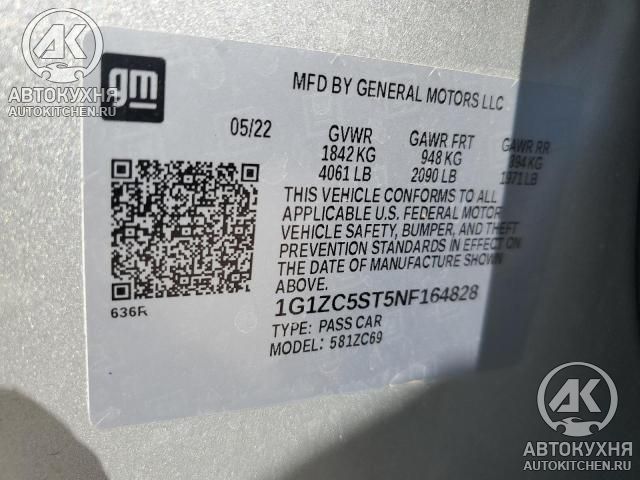 АК
АВТОКУХНЯ
AUTOKITCHEN.RU
gm
MFD BY GENERAL MOTORS LLC
05/22 GVWR GAWR FRT GAWR RR
1842 KG 948 KG 894 KG
4061 LB 2090 LB 1971 LB
THIS VEHICLE CONFORMS TO ALL
APPLICABLE U.S. FEDERAL MOTOR
VEHICLE SAFETY, BUMPER, AND THEFT
PREVENTION STANDARDS IN EFFECT ON
THE DATE OF MANUFACTURE SHOWN
ABOVE.
636R
1G1ZC5ST5NF164828
TYPE: PASS CAR
MODEL: 581ZC69
АК
АВТОКУХНЯ
AUTOKITCHEN.RU